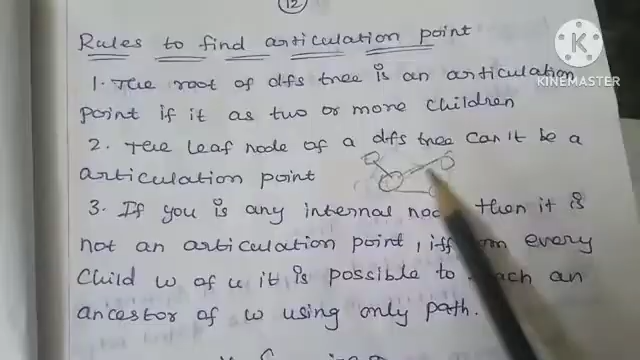 12
Rules to find articulation point
KINEMASTER
1. The root of dfs tree is an articulation
point if it as two or more children
2. The leaf node of a dfs tree can't be a
articulation point
3. If you is any internal then it is
not an articulation point, iff every
child w of u it is possible to an
ancestor of w using only path.